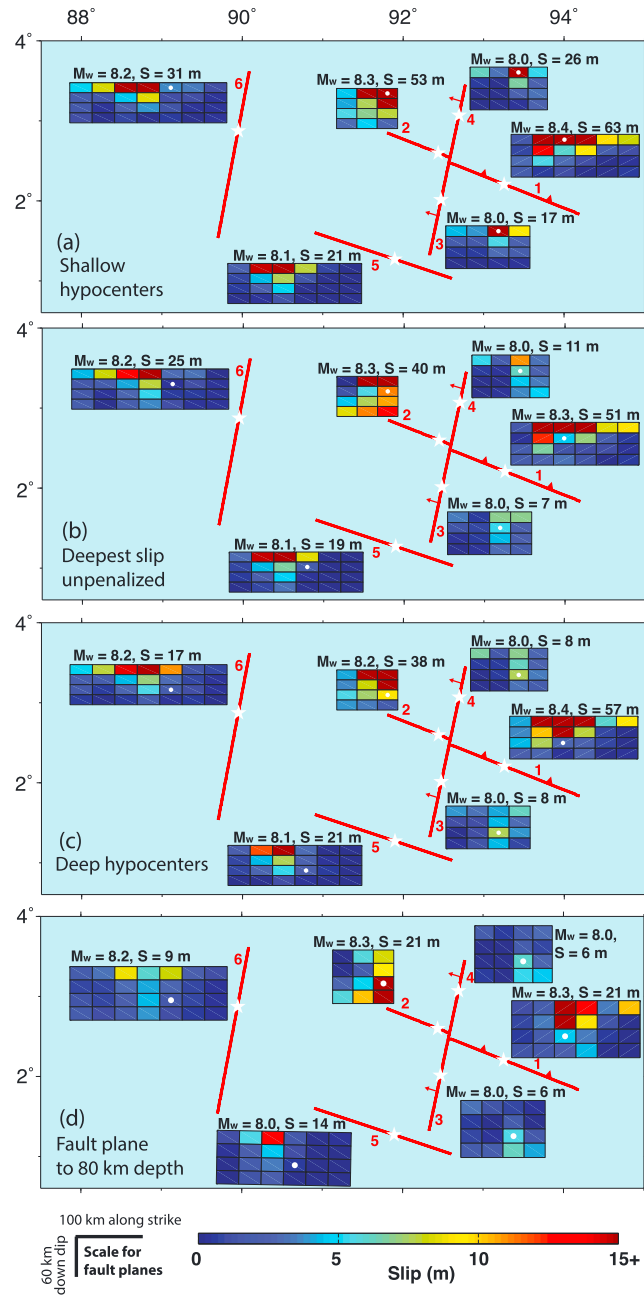 88˚ 90˚ 92˚ 94˚
4˚
Mw = 8.2, S = 31 m
6
Mw = 8.3, S = 53 m
2
Mw = 8.0, S = 26 m
4
Mw = 8.4, S = 63 m
1
2˚
(a)
Shallow
hypocenters
Mw = 8.1, S = 21 m
5
Mw = 8.0, S = 17 m
3
4˚
Mw = 8.2, S = 25 m
6
Mw = 8.3, S = 40 m
2
Mw = 8.0, S = 11 m
4
Mw = 8.3, S = 51 m
1
2˚
(b)
Deepest slip
unpenalized
Mw = 8.1, S = 19 m
5
Mw = 8.0, S = 7 m
3
4˚
Mw = 8.2, S = 17 m
6
Mw = 8.2, S = 38 m
2
Mw = 8.0, S = 8 m
4
Mw = 8.4, S = 57 m
1
2˚
(c)
Deep hypocenters
Mw = 8.1, S = 21 m
5
Mw = 8.0, S = 8 m
3
4˚
Mw = 8.2, S = 9 m
6
Mw = 8.3, S = 21 m
2
Mw = 8.0,
S = 6 m
4
Mw = 8.3, S = 21 m
1
2˚
(d)
Fault plane
to 80 km depth
Mw = 8.0, S = 14 m
5
Mw = 8.0, S = 6 m
3
100 km along strike
60 km
down dip
Scale for
fault planes
0 5 10 15+
Slip (m)